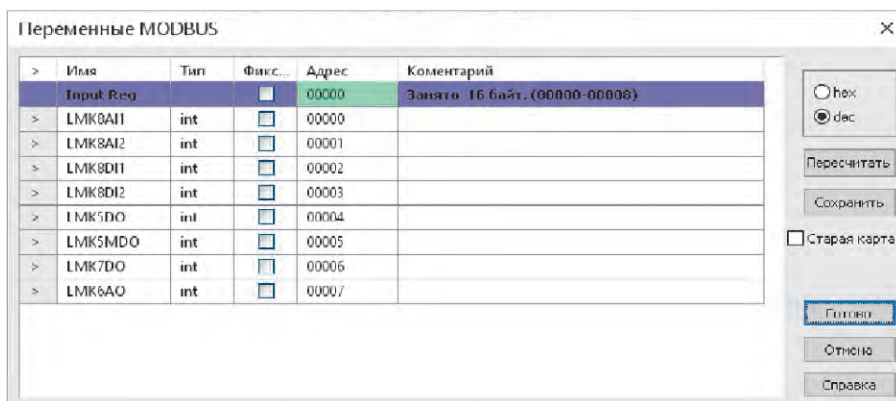 Переменные MODBUS
> Имя Тип Фикс... Адрес Коментарий
Input Reg 00000 Занято 16 байт. (00000-00008)
> LMK8AI1 int 00000
> LMK8AI2 int 00001
> LMK8DI1 int 00002
> LMK8DI2 int 00003
> LMK5DO int 00004
> LMK5MDO int 00005
> LMK7DO int 00006
> LMK6AO int 00007
hex
dec
Пересчитать
Сохранить
Старая карта
Готово
Отмена
Справка